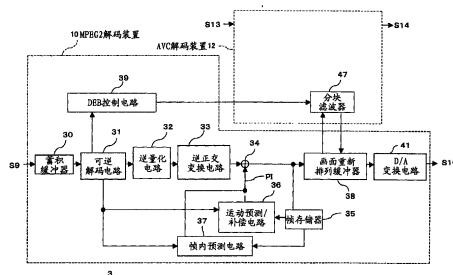 S13
S14
10 MPEG2解码装置
AVC解码装置 12
39
DEB控制电路
47
分块
滤波器
30
31
32
33
34
41
S9
蓄积
缓冲器
可逆
解码电路
逆量化
电路
逆正交
变换电路
画面重新
排列缓冲器
D/A
变换电路
38
PI
36
运动预测/
补偿电路
帧存储器
35
37
帧内预测电路
3